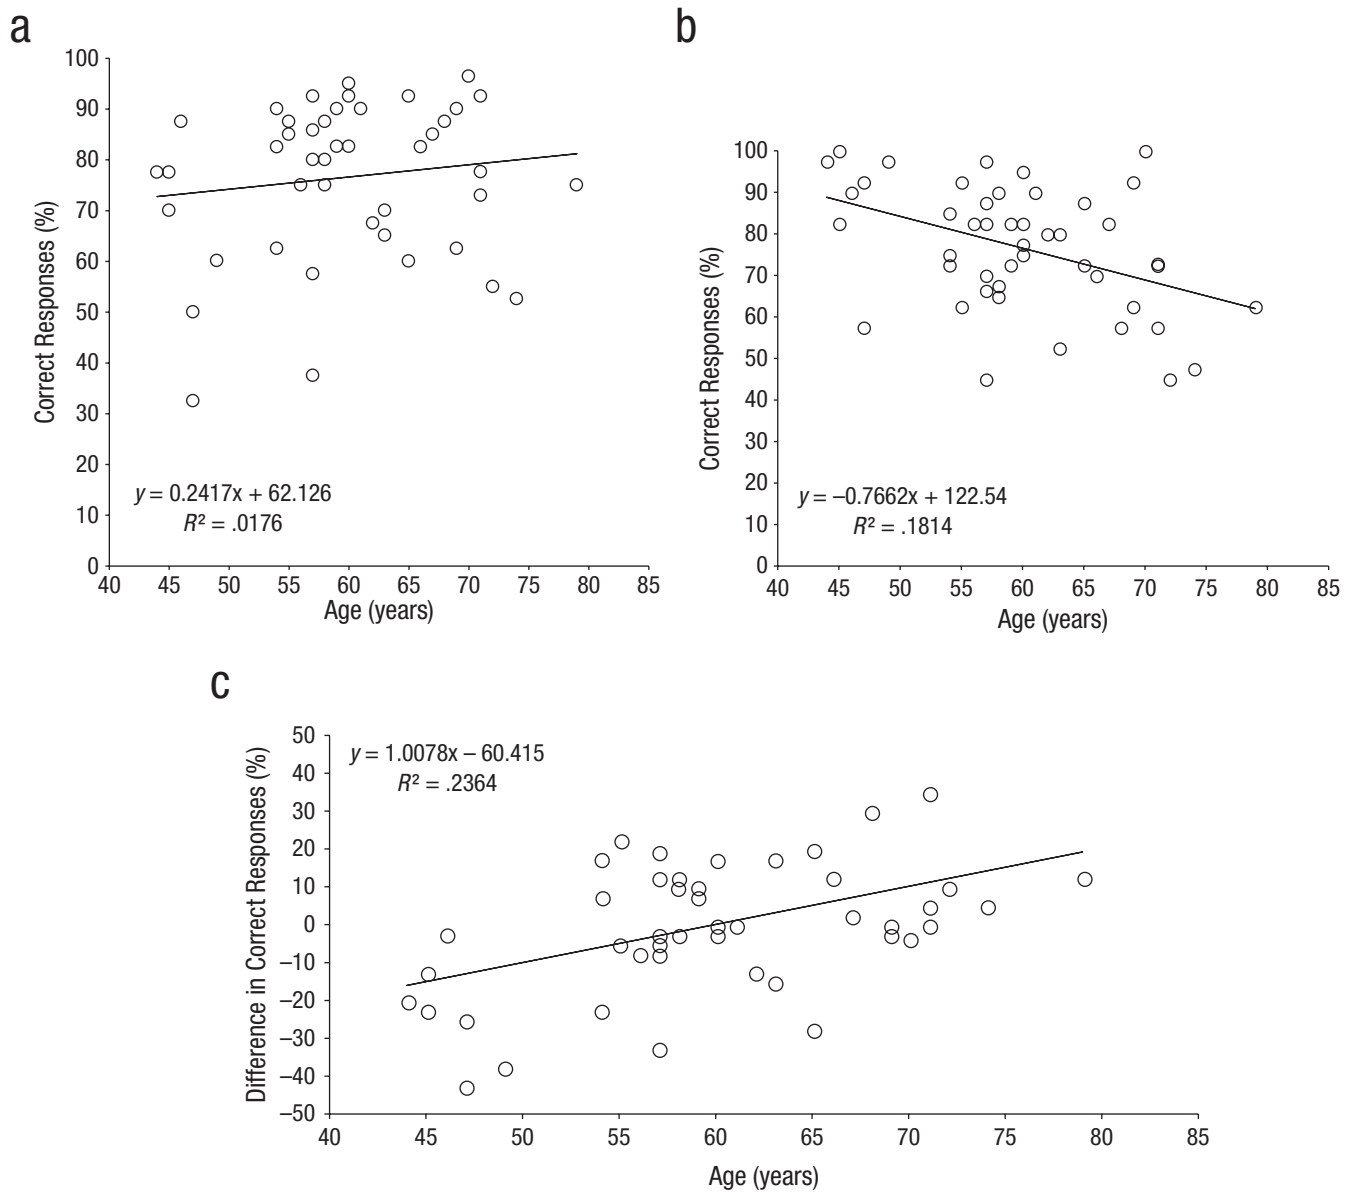 a
100
90
80
70
60
50
40
30
20
10
0
Correct Responses (%)
y = 0.2417x + 62.126
R² = .0176
40 45 50 55 60 65 70 75 80 85
Age (years)
b
100
90
80
70
60
50
40
30
20
10
0
Correct Responses (%)
y = –0.7662x + 122.54
R² = .1814
40 45 50 55 60 65 70 75 80 85
Age (years)
c
50
40
30
20
10
0
–10
–20
–30
–40
–50
Difference in Correct Responses (%)
y = 1.0078x – 60.415
R² = .2364
40 45 50 55 60 65 70 75 80 85
Age (years)